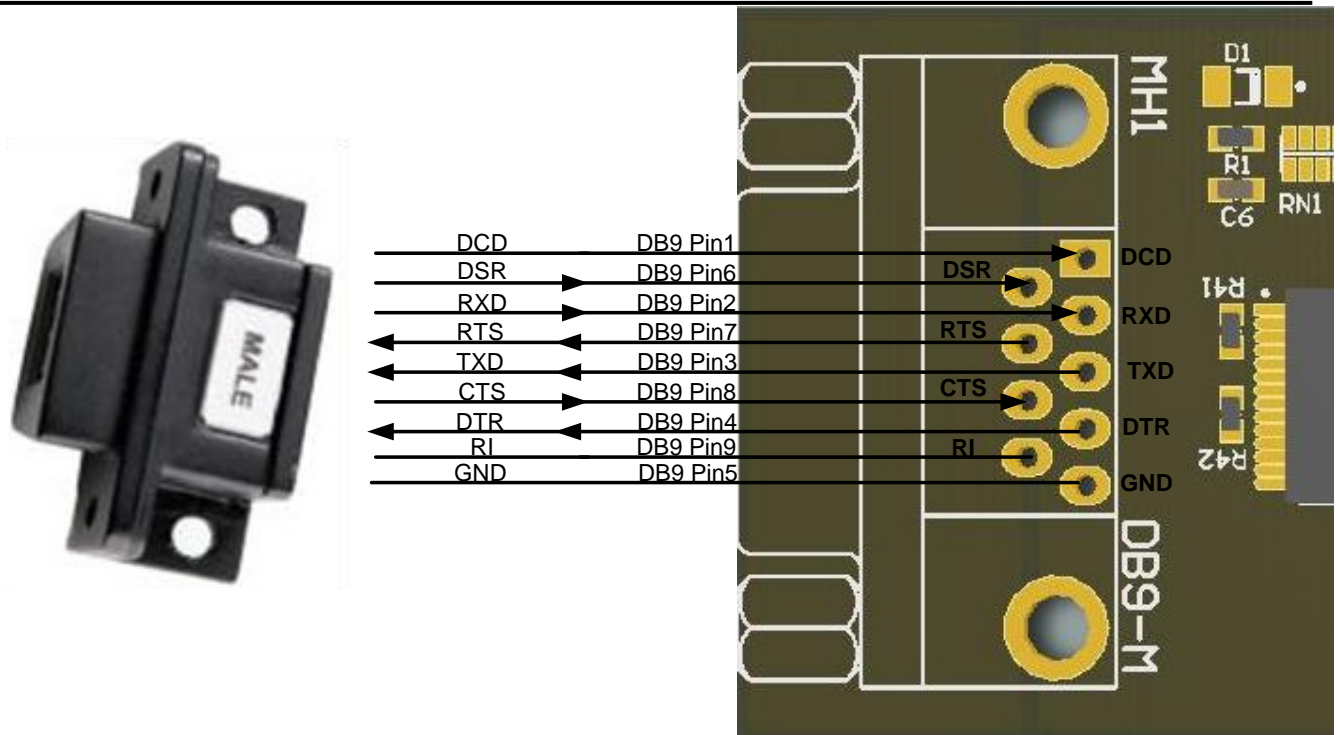 D1
MH1
R1
C6
RN1
MALE
DCD DB9 Pin1 DCD
DSR DB9 Pin6 DSR
RXD DB9 Pin2 RXD
RTS DB9 Pin7 RTS
TXD DB9 Pin3 TXD
CTS DB9 Pin8 CTS
DTR DB9 Pin4 DTR
RI DB9 Pin9 RI
GND DB9 Pin5 GND
R41
R42
DB9-M